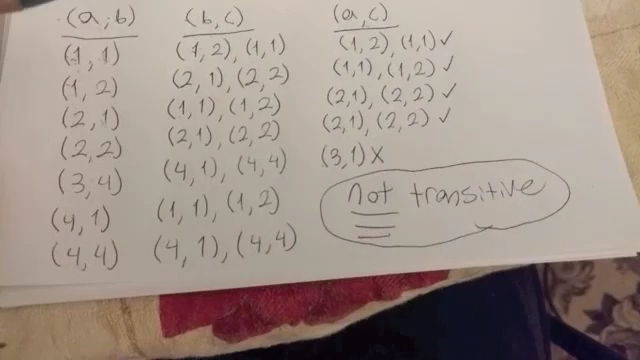 (a,b) (b,c) (a,c)
(1,1) (1,2), (1,1) (1,2), (1,1) ✓
(1,2) (2,1), (2,2) (1,1), (1,2) ✓
(2,1) (1,1), (1,2) (2,1), (2,2) ✓
(2,2) (2,1), (2,2) (2,1), (2,2) ✓
(3,4) (4,1), (4,4) (3,1) X
(4,1) (1,1), (1,2) not transitive
(4,4) (4,1), (4,4)